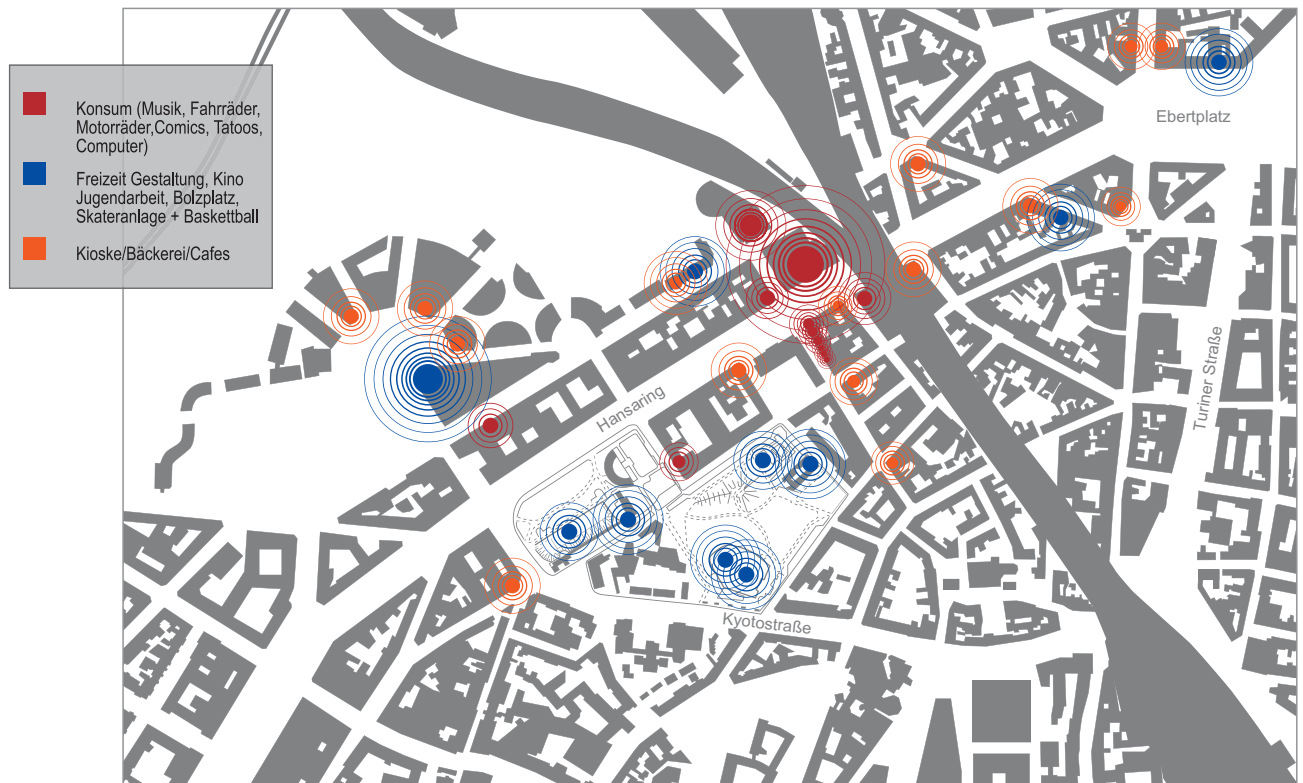 Konsum (Musik, Fahrräder,
Motorräder,Comics, Tatoos,
Computer)
Freizeit Gestaltung, Kino
Jugendarbeit, Bolzplatz,
Skateranlage + Basketball
Kioske/Bäckerei/Cafes
Ebertplatz
Turiner Straße
Hansaring
Kyotostraße